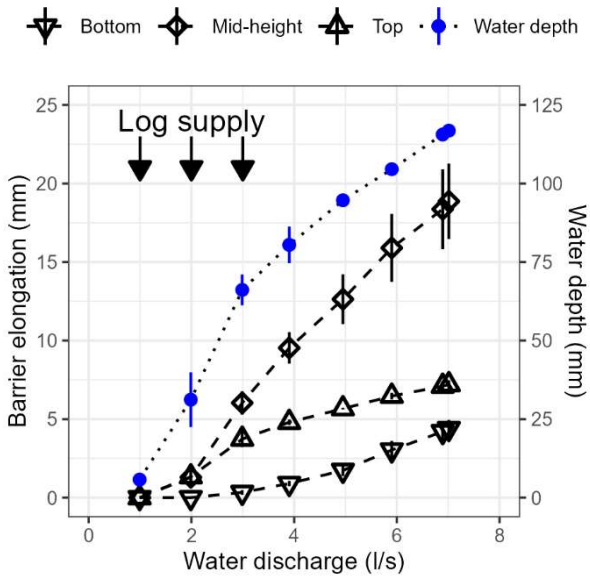 Bottom Mid-height Top Water depth
Log supply
Barrier elongation (mm)
25
20
15
10
5
0
125
100
75
50
25
0
Water depth (mm)
0 2 4 6 8
Water discharge (l/s)